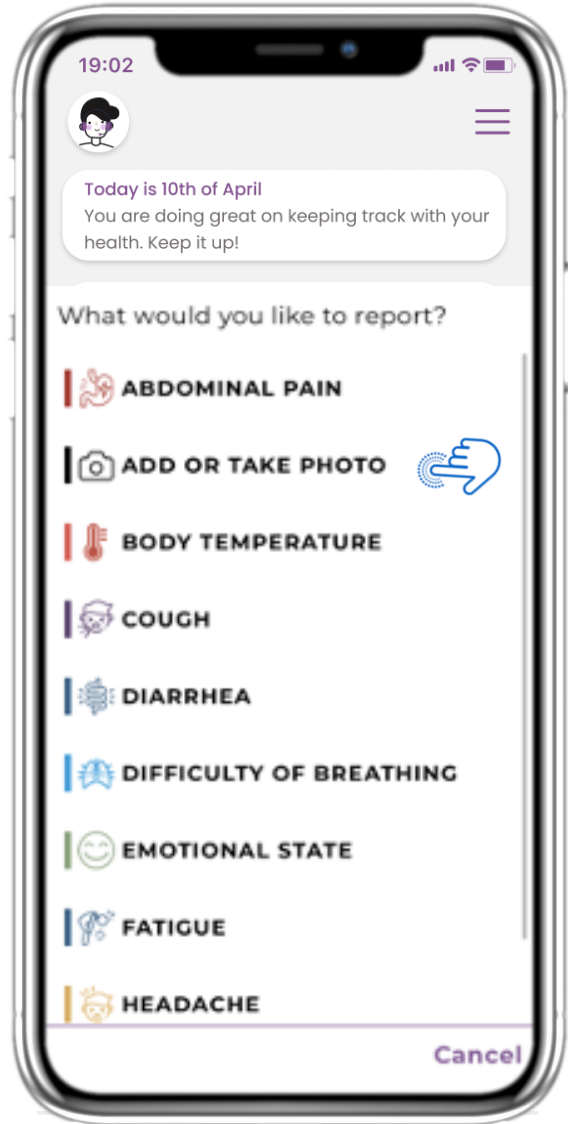 19:02
Today is 10th of April
You are doing great on keeping track with your
health. Keep it up!
What would you like to report?
ABDOMINAL PAIN
ADD OR TAKE PHOTO
BODY TEMPERATURE
COUGH
DIARRHEA
DIFFICULTY OF BREATHING
EMOTIONAL STATE
FATIGUE
HEADACHE
Cancel